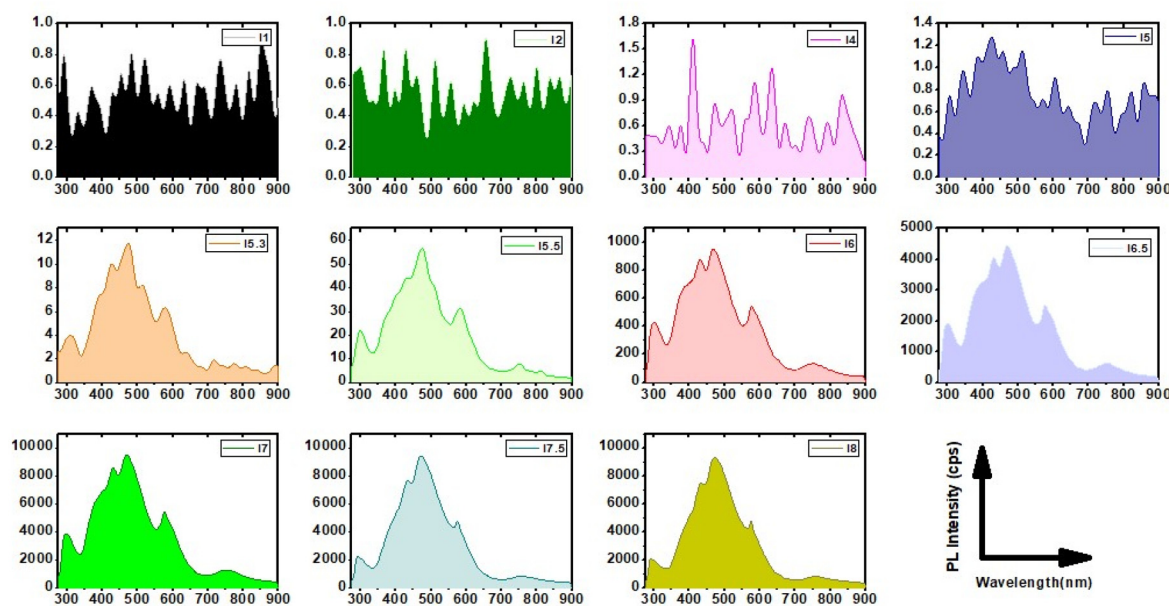 1.0 0.8 0.6 0.4 0.2 0.0
I1
300 400 500 600 700 800 900
1.0 0.8 0.6 0.4 0.2 0.0
I2
300 400 500 600 700 800 900
1.8 1.5 1.2 0.9 0.6 0.3 0.0
I4
300 400 500 600 700 800 900
1.4 1.2 1.0 0.8 0.6 0.4 0.2 0.0
I5
300 400 500 600 700 800 900
12 10 8 6 4 2 0
I5.3
300 400 500 600 700 800 900
60 50 40 30 20 10 0
I5.5
300 400 500 600 700 800 900
1000 800 600 400 200 0
I6
300 400 500 600 700 800 900
5000 4000 3000 2000 1000 0
I6.5
300 400 500 600 700 800 900
10000 8000 6000 4000 2000 0
I7
300 400 500 600 700 800 900
10000 8000 6000 4000 2000 0
I7.5
300 400 500 600 700 800 900
10000 8000 6000 4000 2000 0
I8
300 400 500 600 700 800 900
PL Intensity (cps)
Wavelength(nm)